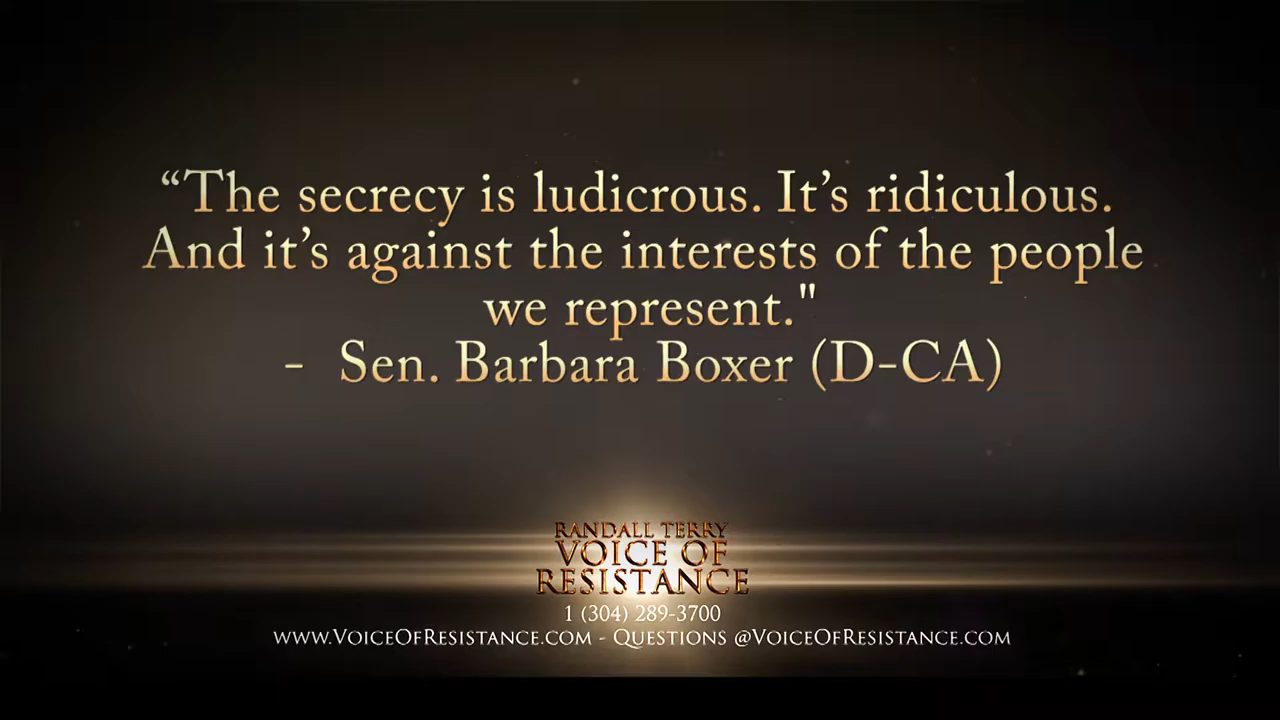 “The secrecy is ludicrous. It’s ridiculous.
And it’s against the interests of the people
we represent."
- Sen. Barbara Boxer (D-CA)
RANDALL TERRY
VOICE OF
RESISTANCE
1 (304) 289-3700
www.VoiceOfResistance.com - Questions @VoiceOfResistance.com